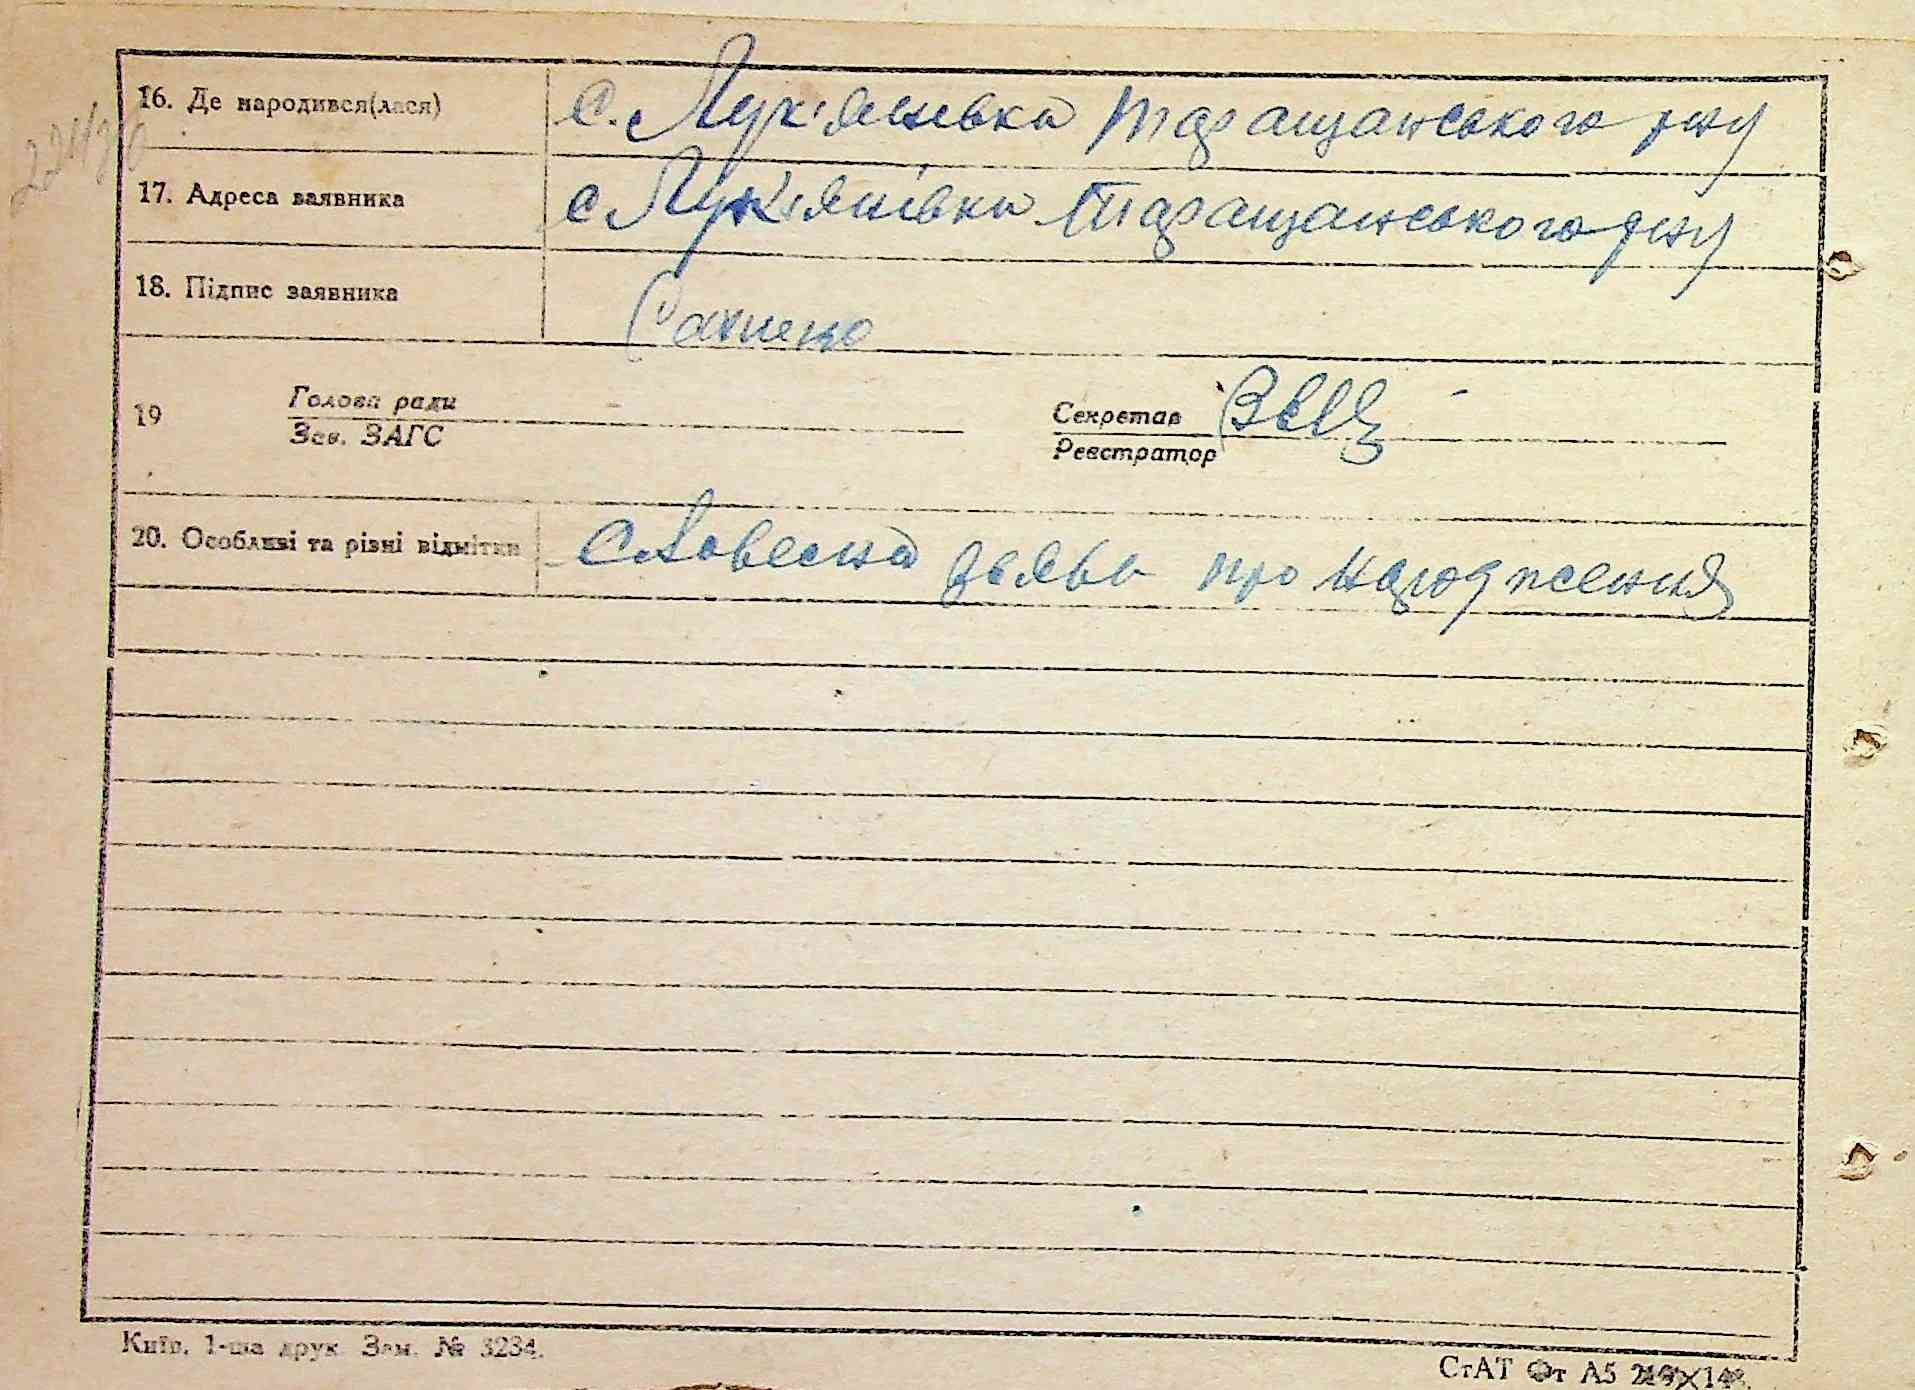 16. Де народився(лася) с. Лук'янівка Таращанського р-ну
17. Адреса заявника с Лук'янівка Таращанського р-ну
18. Підпис заявника
19 Голова ради Секретар
Зав. ЗАГС Реєстратор
20. Особливі та різні відмітки Словесна заява про народження
Київ. 1-ша друк Зам. № 3234.
СтАТ Фт А5